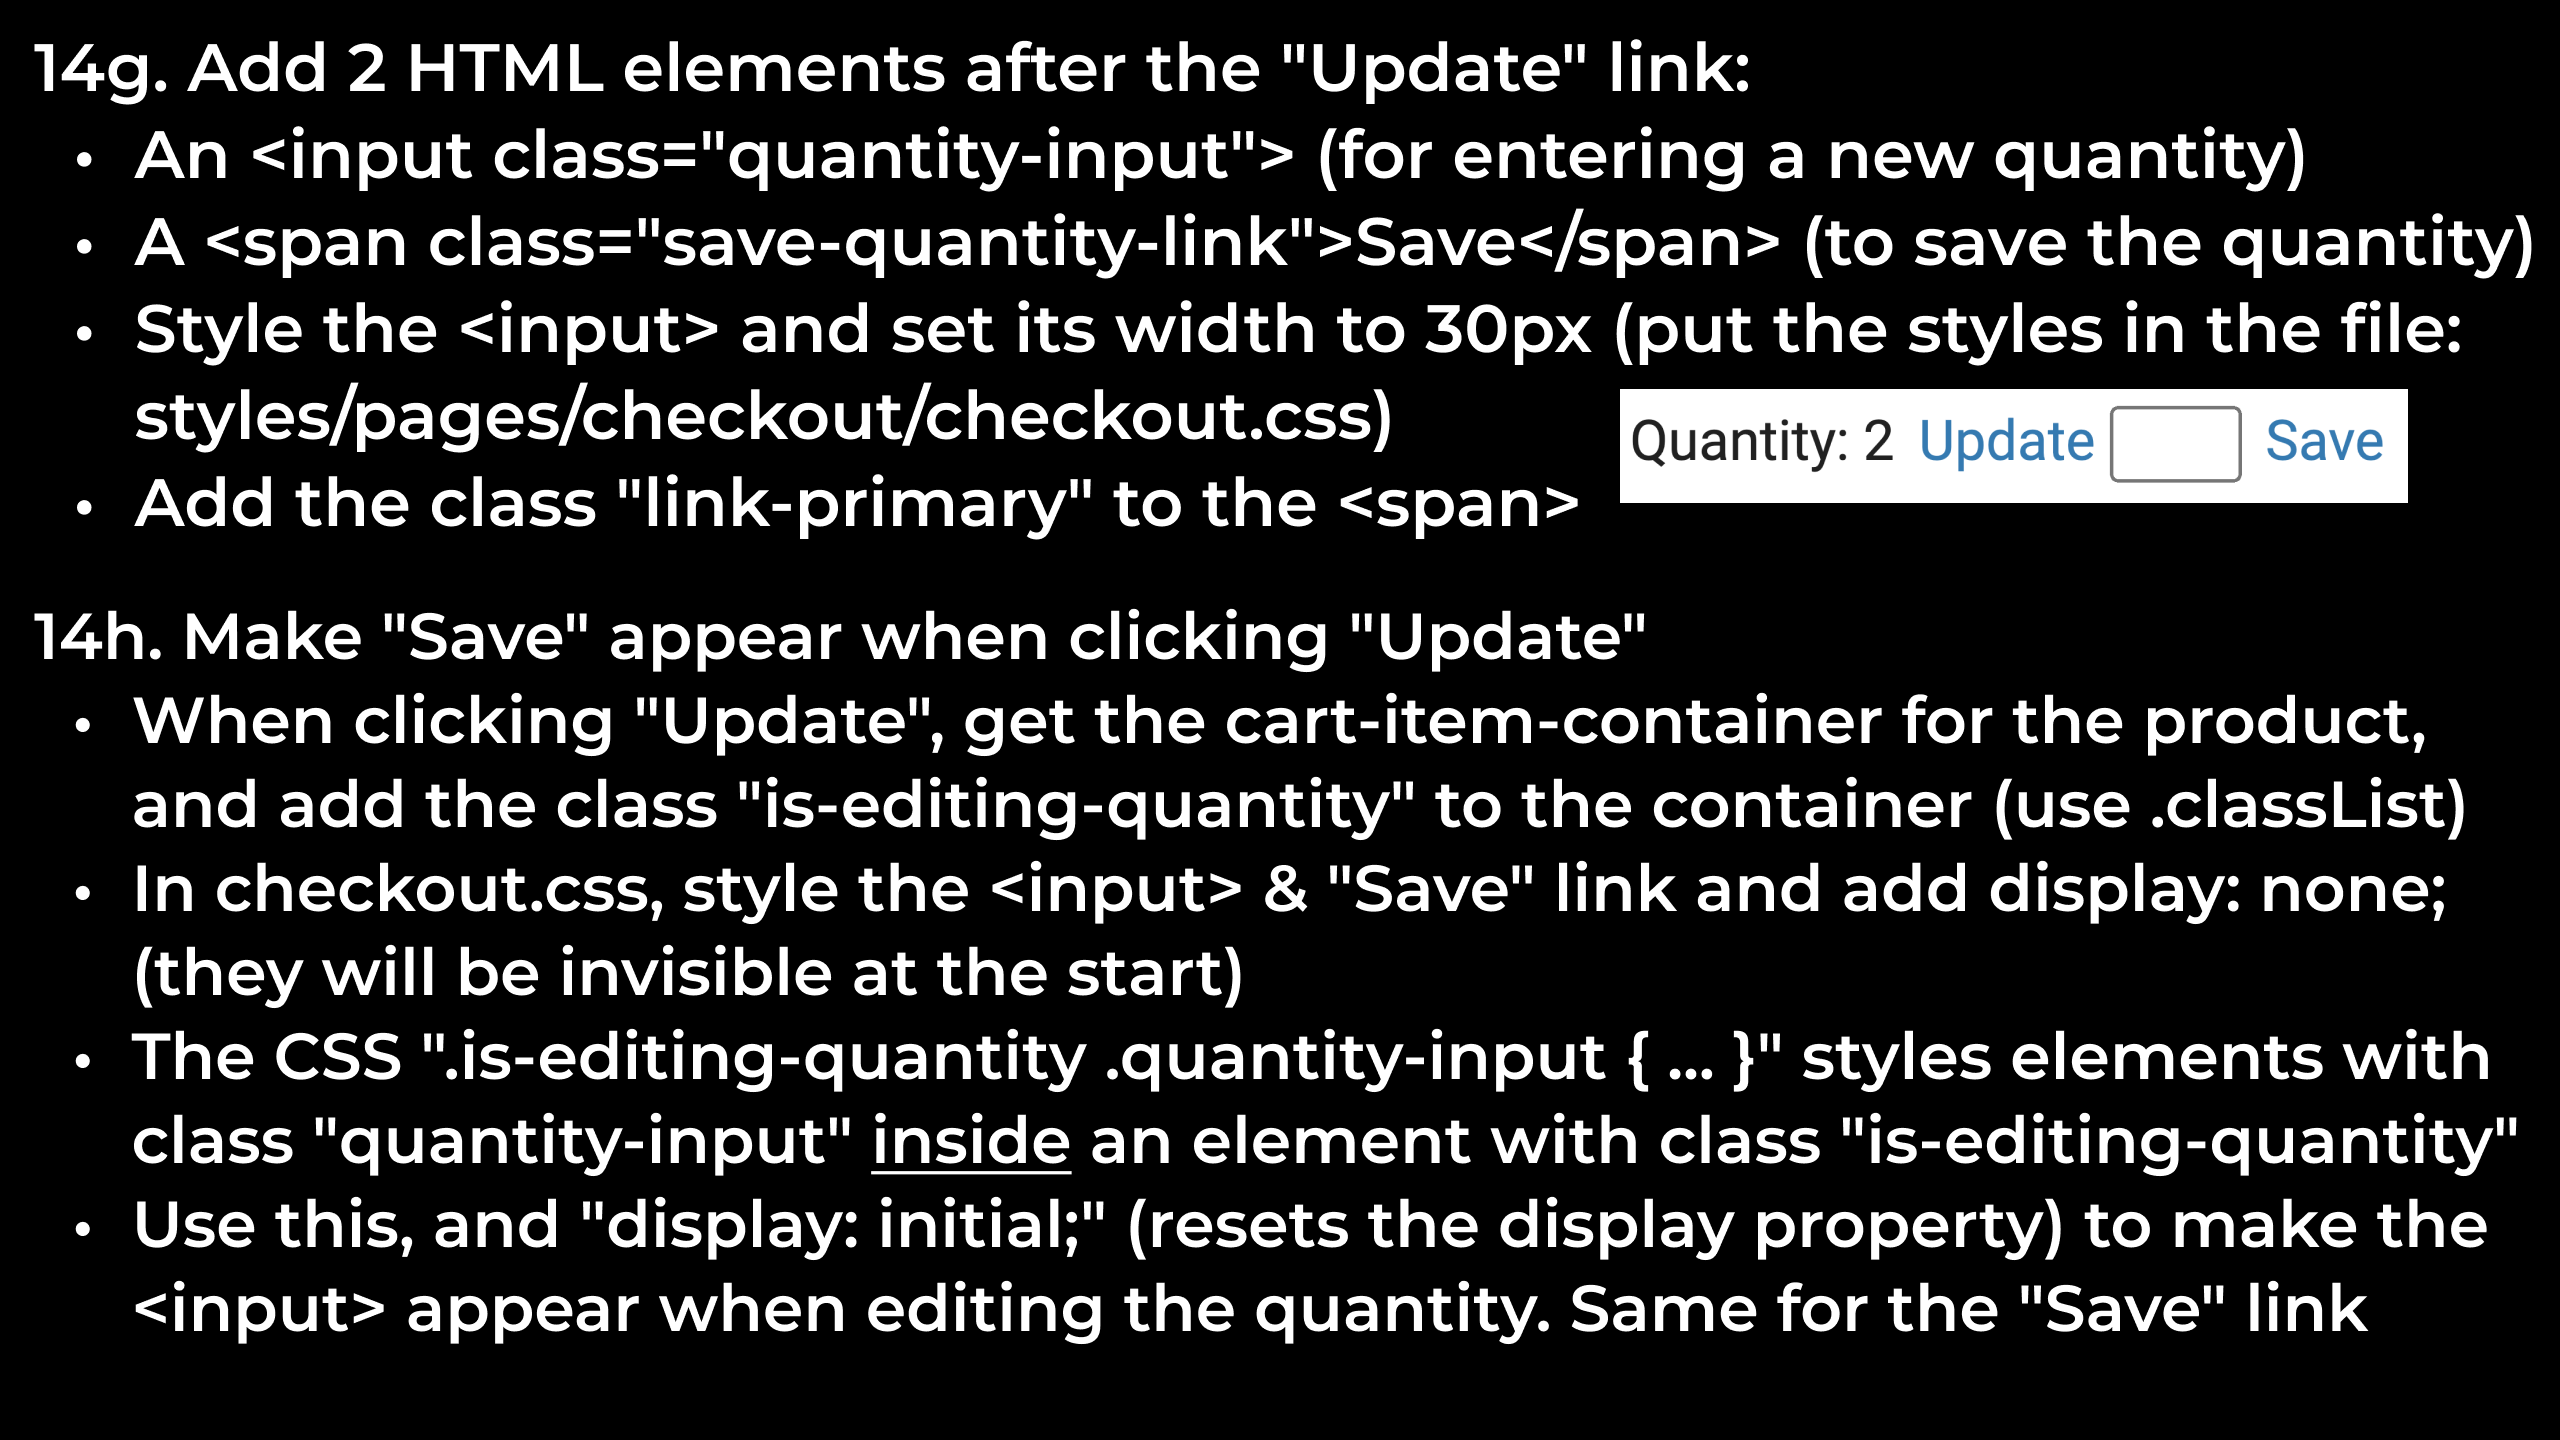 14g. Add 2 HTML elements after the "Update" link:
• An <input class="quantity-input"> (for entering a new quantity)
• A <span class="save-quantity-link">Save</span> (to save the quantity)
• Style the <input> and set its width to 30px (put the styles in the file:
styles/pages/checkout/checkout.css)
Quantity: 2 Update Save
• Add the class "link-primary" to the <span>
14h. Make "Save" appear when clicking "Update"
• When clicking "Update", get the cart-item-container for the product,
and add the class "is-editing-quantity" to the container (use .classList)
• In checkout.css, style the <input> & "Save" link and add display: none;
(they will be invisible at the start)
• The CSS ".is-editing-quantity .quantity-input { ... }" styles elements with
class "quantity-input" inside an element with class "is-editing-quantity"
• Use this, and "display: initial;" (resets the display property) to make the
<input> appear when editing the quantity. Same for the "Save" link